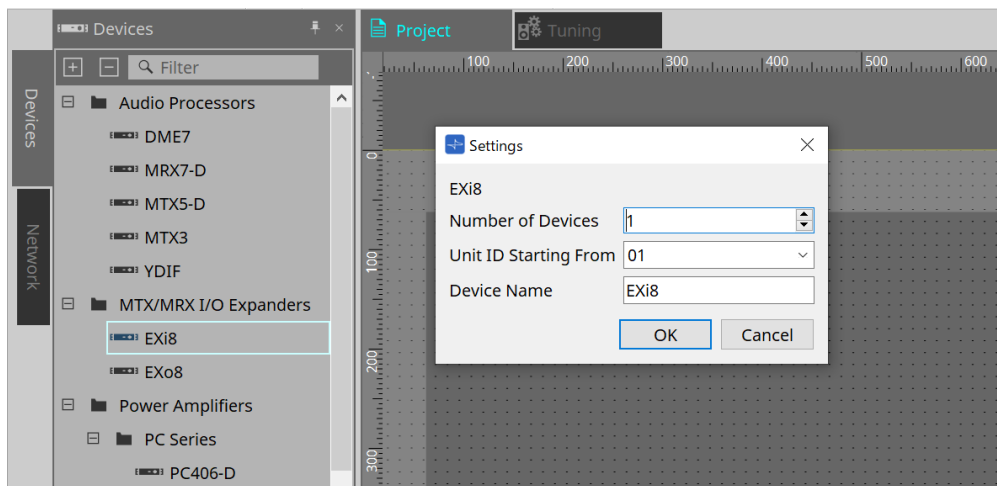 Devices
Filter
Audio Processors
DME7
MRX7-D
MTX5-D
MTX3
YDIF
MTX/MRX I/O Expanders
EXi8
EXo8
Power Amplifiers
PC Series
PC406-D
Devices
Network
Project
Tuning
100 200 300 400 500 600
0
100
200
300
Settings
EXi8
Number of Devices 1
Unit ID Starting From 01
Device Name EXi8
OK Cancel